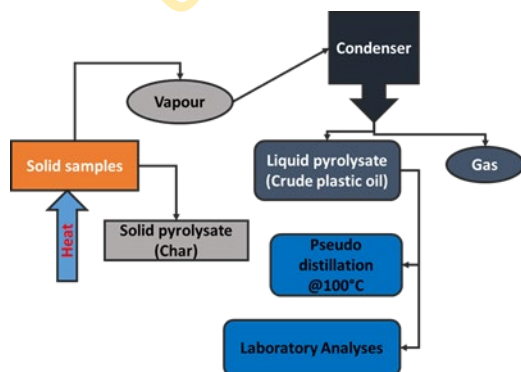 Condenser
Vapour
Solid samples
Liquid pyrolysate
(Crude plastic oil)
Gas
Heat
Solid pyrolysate
(Char)
Pseudo
distillation
@100°C
Laboratory Analyses